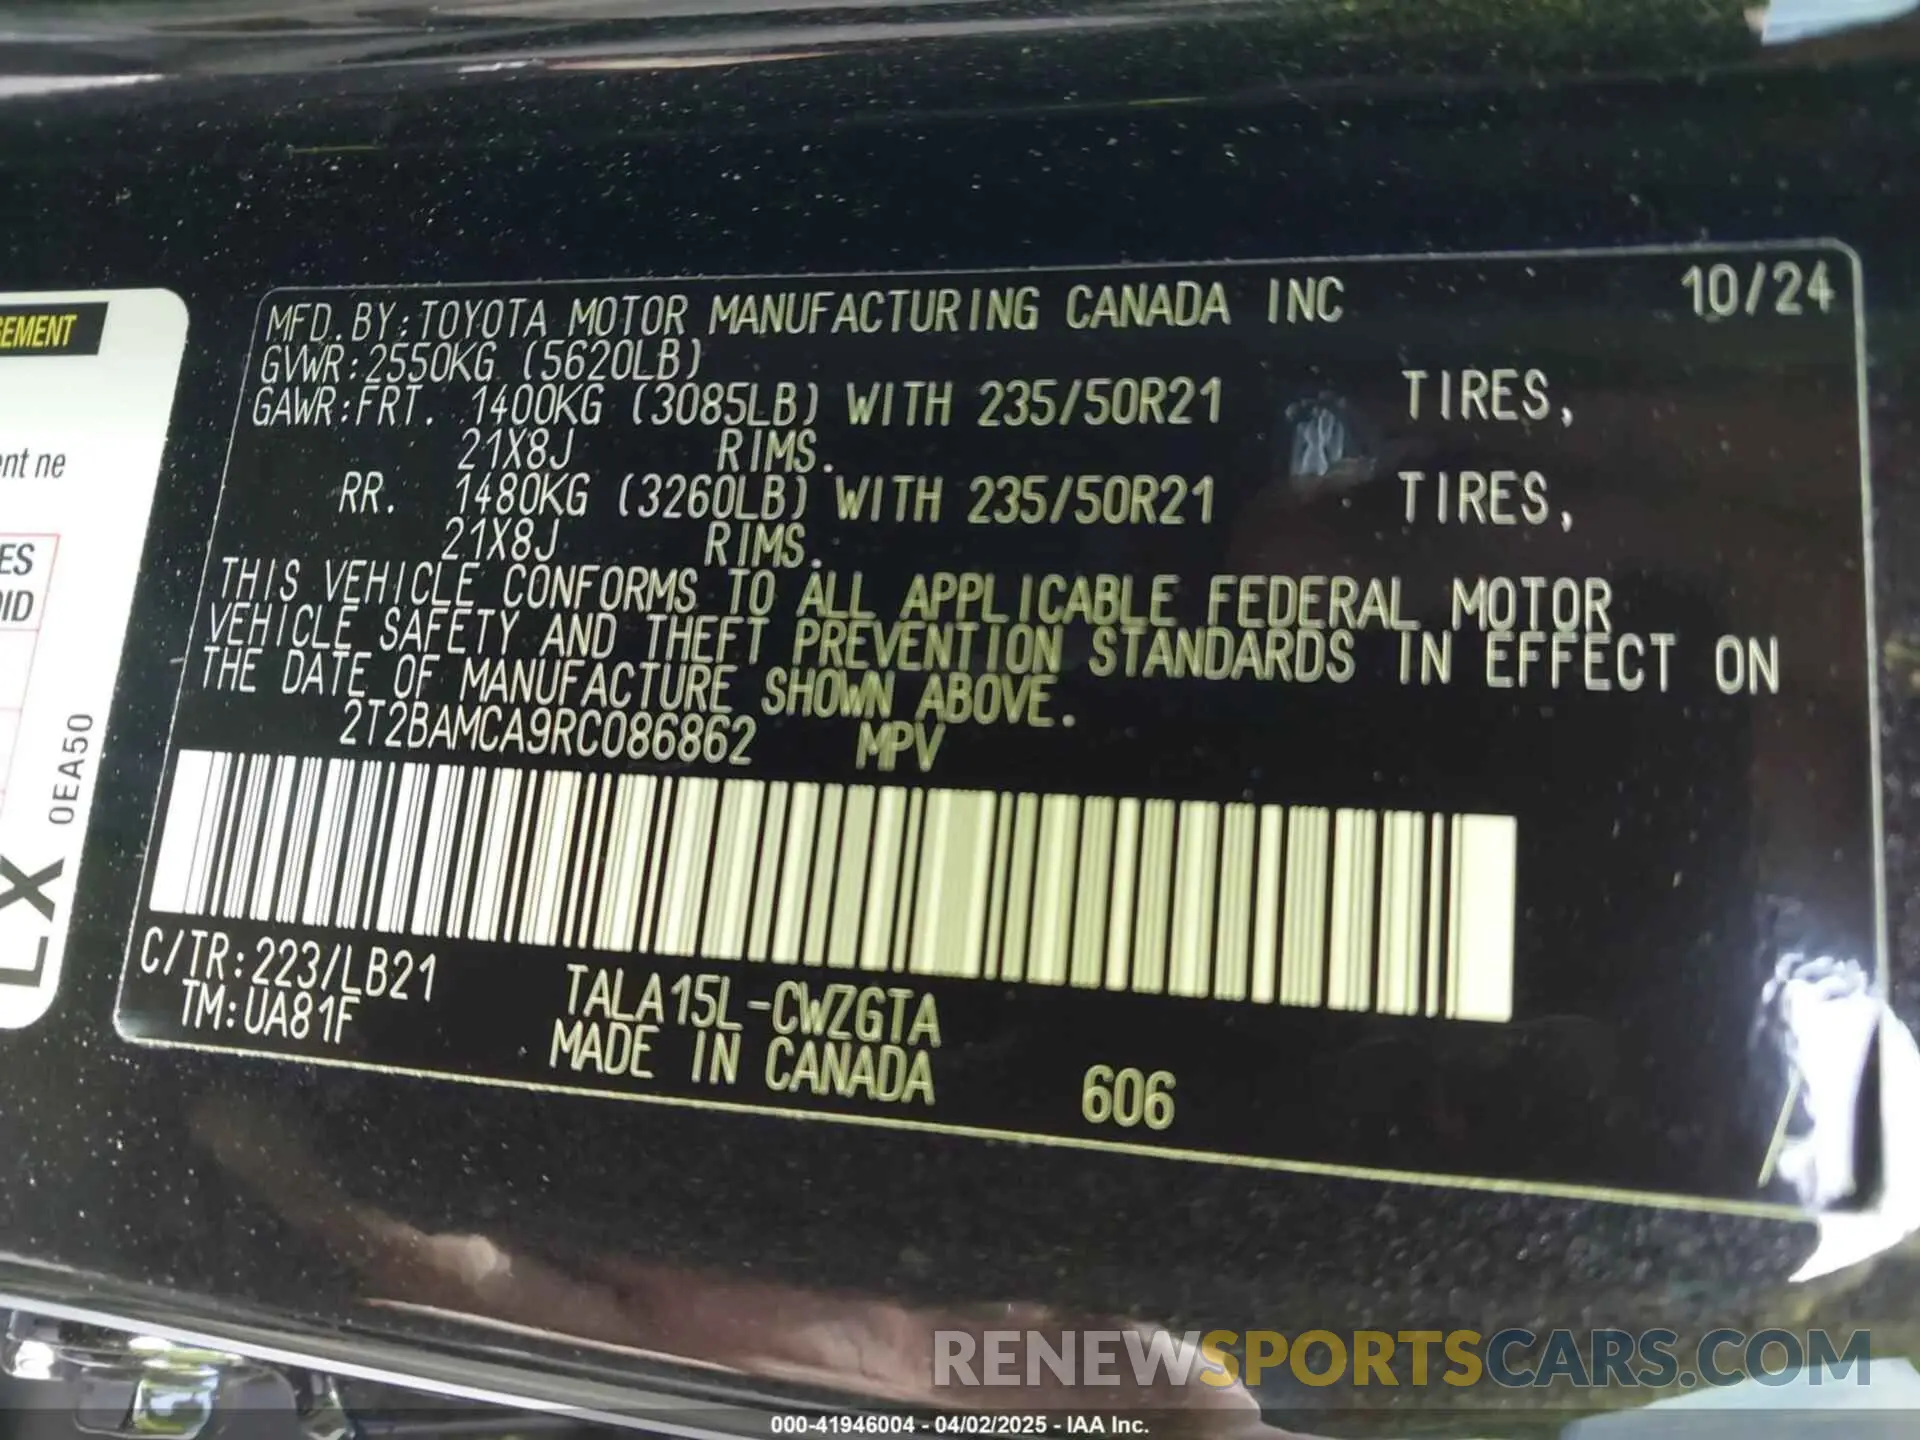 MFD.BY:TOYOTA MOTOR MANUFACTURING CANADA INC 10/24
GVWR:2550KG (5620LB)
GAWR:FRT. 1400KG (3085LB) WITH 235/50R21 TIRES,
21X8J RIMS.
RR. 1480KG (3260LB) WITH 235/50R21 TIRES,
21X8J RIMS.
THIS VEHICLE CONFORMS TO ALL APPLICABLE FEDERAL MOTOR
VEHICLE SAFETY AND THEFT PREVENTION STANDARDS IN EFFECT ON
THE DATE OF MANUFACTURE SHOWN ABOVE.
2T2BAMCA9RC086862 MPV
C/TR:223/LB21 TALA15L-CWZGTA
TM:UA81F MADE IN CANADA 606
EMENT
ent ne
ES
OID
0EA50
LX
RENEWSPORTSCARS.COM
000-41946004 - 04/02/2025 - IAA Inc.